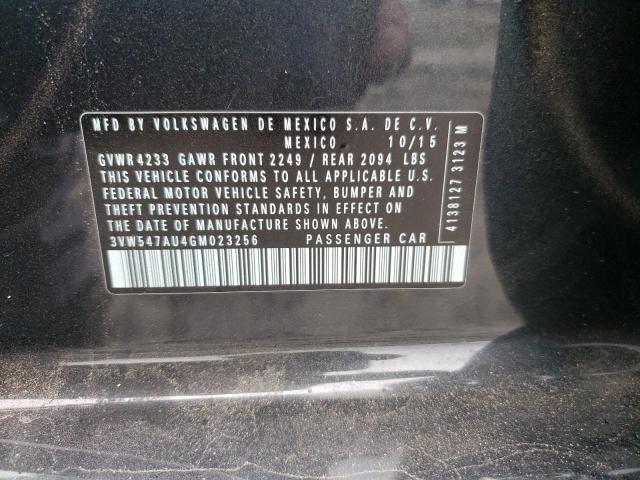 MFD BY VOLKSWAGEN DE MEXICO S.A. DE C.V.
MEXICO 10/15
GVWR4233 GAWR FRONT 2249 / REAR 2094 LBS
THIS VEHICLE CONFORMS TO ALL APPLICABLE U.S.
FEDERAL MOTOR VEHICLE SAFETY, BUMPER AND
THEFT PREVENTION STANDARDS IN EFFECT ON
THE DATE OF MANUFACTURE SHOWN ABOVE.
3VW547AU4GM023256 PASSENGER CAR
4138127 3123 M